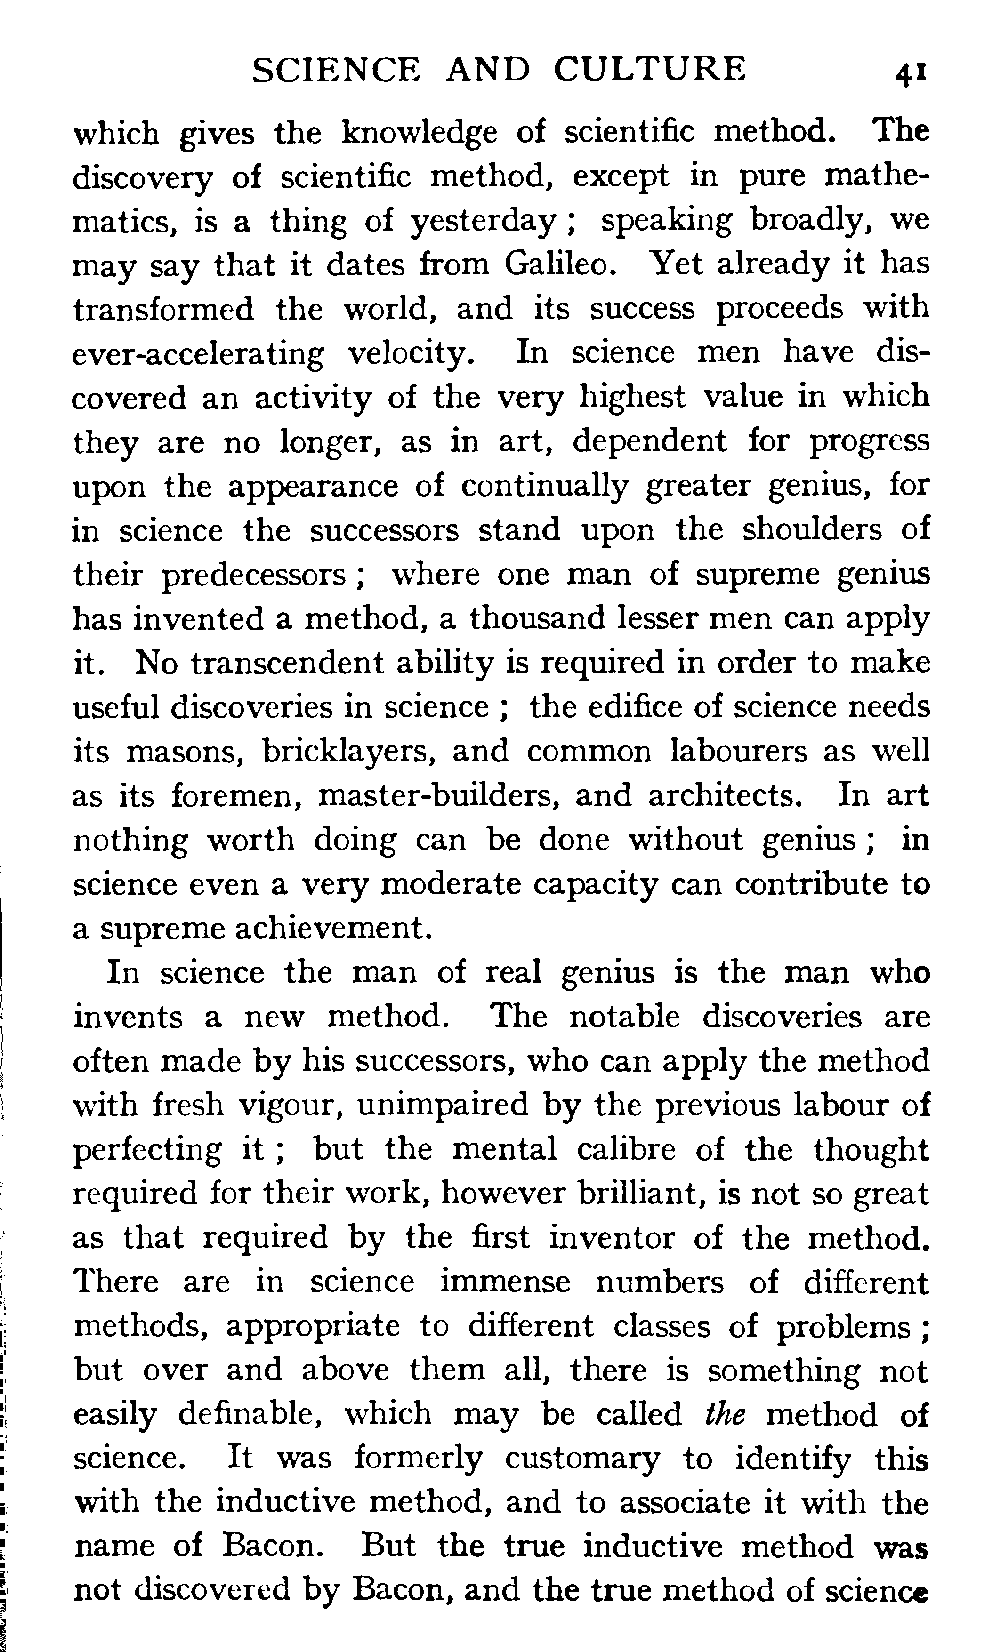 SCIENCE AND CULTURE 41
which gives the knowledge of scientific method. The
discovery of scientific method, except in pure mathe-
matics, is a thing of yesterday ; speaking broadly, we
may say that it dates from Galileo. Yet already it has
transformed the world, and its success proceeds with
ever-accelerating velocity. In science men have dis-
covered an activity of the very highest value in which
they are no longer, as in art, dependent for progress
upon the appearance of continually greater genius, for
in science the successors stand upon the shoulders of
their predecessors ; where one man of supreme genius
has invented a method, a thousand lesser men can apply
it. No transcendent ability is required in order to make
useful discoveries in science ; the edifice of science needs
its masons, bricklayers, and common labourers as well
as its foremen, master-builders, and architects. In art
nothing worth doing can be done without genius ; in
science even a very moderate capacity can contribute to
a supreme achievement.
In science the man of real genius is the man who
invents a new method. The notable discoveries are
often made by his successors, who can apply the method
with fresh vigour, unimpaired by the previous labour of
perfecting it ; but the mental calibre of the thought
required for their work, however brilliant, is not so great
as that required by the first inventor of the method.
There are in science immense numbers of different
methods, appropriate to different classes of problems ;
but over and above them all, there is something not
easily definable, which may be called the method of
science. It was formerly customary to identify this
with the inductive method, and to associate it with the
name of Bacon. But the true inductive method was
not discovered by Bacon, and the true method of science